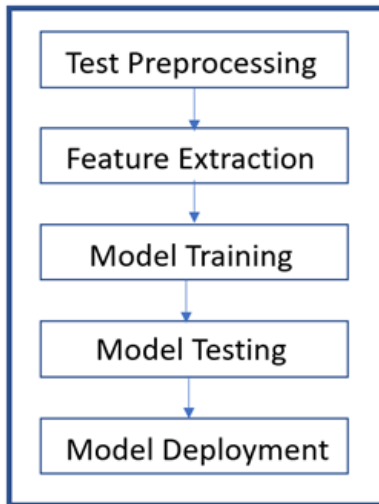 Test Preprocessing
Feature Extraction
Model Training
Model Testing
Model Deployment